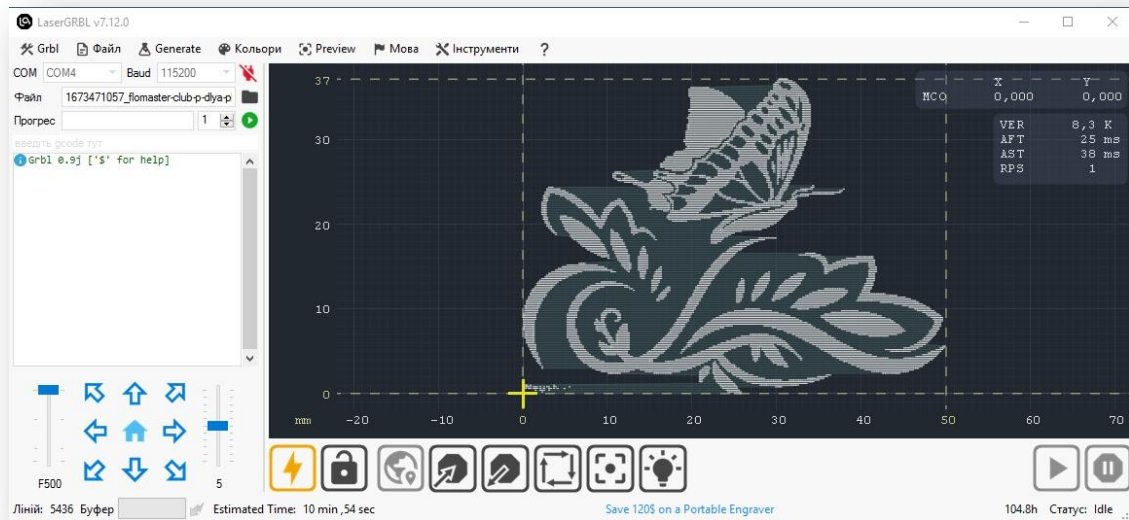 LaserGRBL v7.12.0
Grbl Файл Generate Кольори Preview Мова Інструменти ?
COM COM4 Baud 115200
Файл 1673471057_flomaster-club-p-dlya-p
Прогрес 1
введіть gcode тут
Grbl 0.9j ['$' for help]
37
30
20
10
0
mm -20 -10 0 10 20 30 40 50 60 70
X Y
MCO 0,000 0,000
VER 8,3 K
AFT 25 ms
AST 38 ms
RPS 1
F500 5
Ліній: 5436 Буфер Estimated Time: 10 min ,54 sec Save 120$ on a Portable Engraver 104.8h Статус: Idle